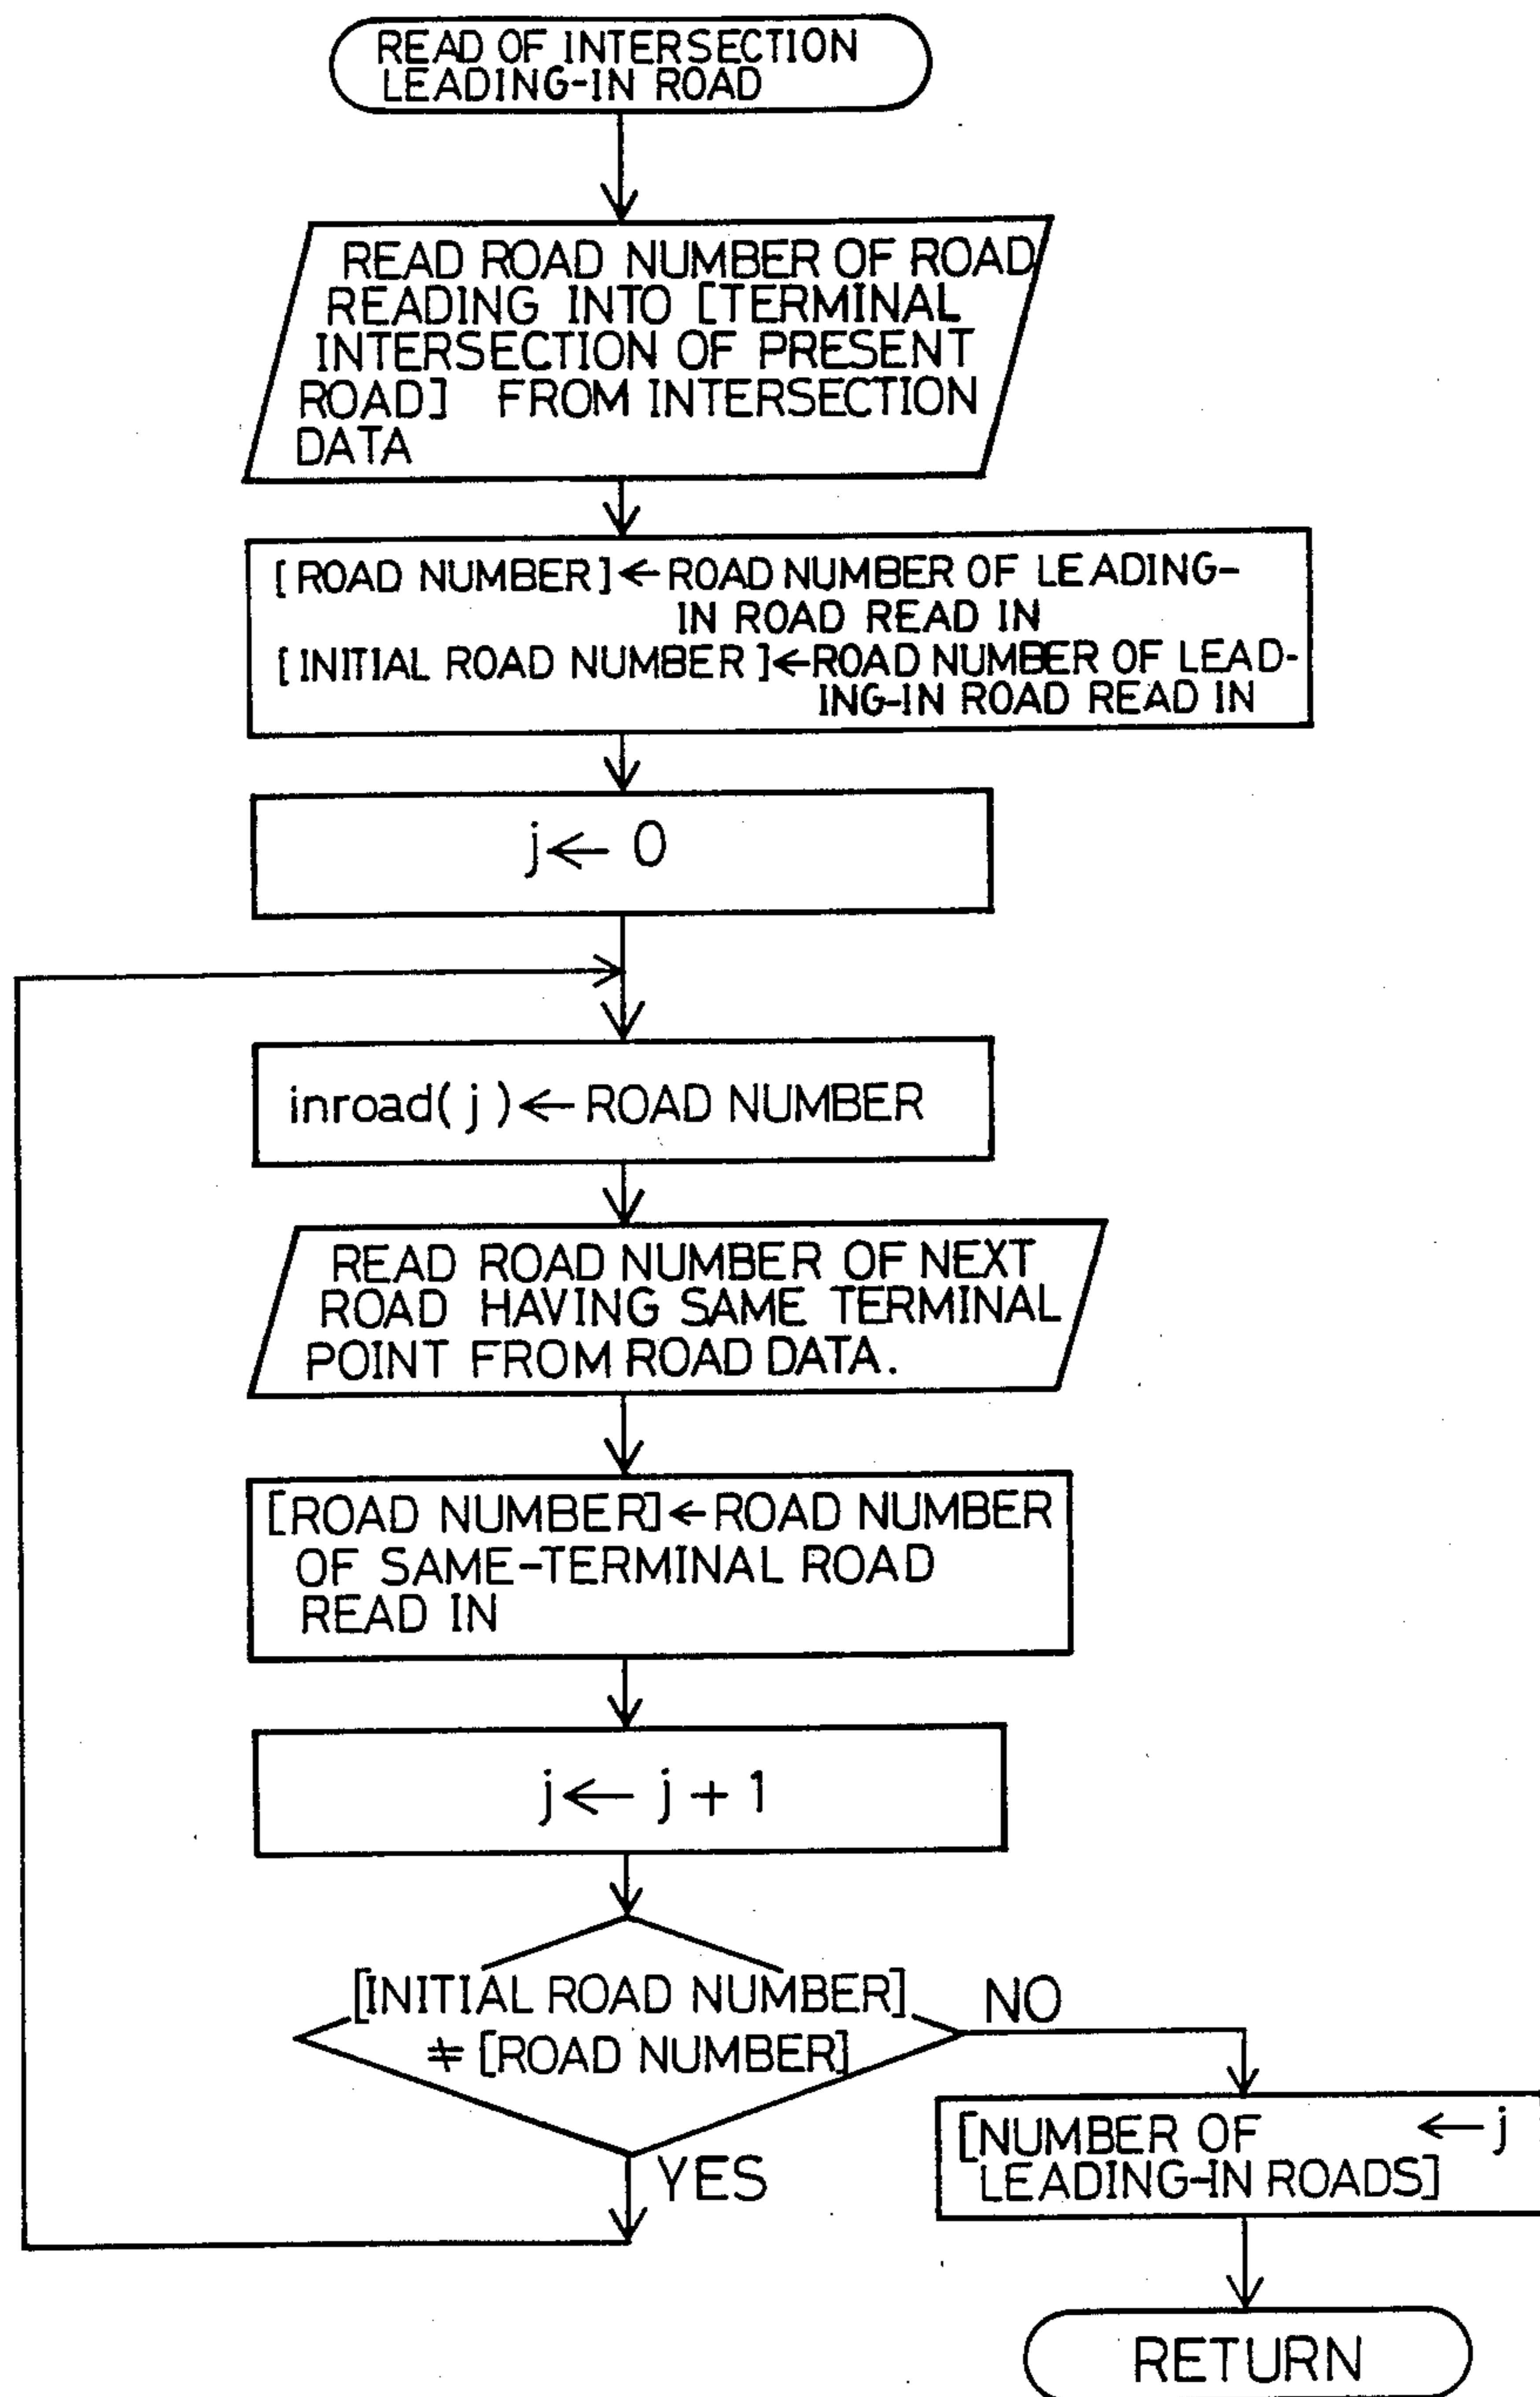 READ OF INTERSECTION
LEADING-IN ROAD
READ ROAD NUMBER OF ROAD
READING INTO [TERMINAL
INTERSECTION OF PRESENT
ROAD] FROM INTERSECTION
DATA
[ROAD NUMBER]←ROAD NUMBER OF LEADING-
IN ROAD READ IN
[INITIAL ROAD NUMBER]←ROAD NUMBER OF LEAD-
ING-IN ROAD READ IN
j← 0
inroad(j)←ROAD NUMBER
READ ROAD NUMBER OF NEXT
ROAD HAVING SAME TERMINAL
POINT FROM ROAD DATA.
[ROAD NUMBER]←ROAD NUMBER
OF SAME-TERMINAL ROAD
READ IN
j← j + 1
[INITIAL ROAD NUMBER]
≠ [ROAD NUMBER]
NO
YES
[NUMBER OF ←j
LEADING-IN ROADS]
RETURN